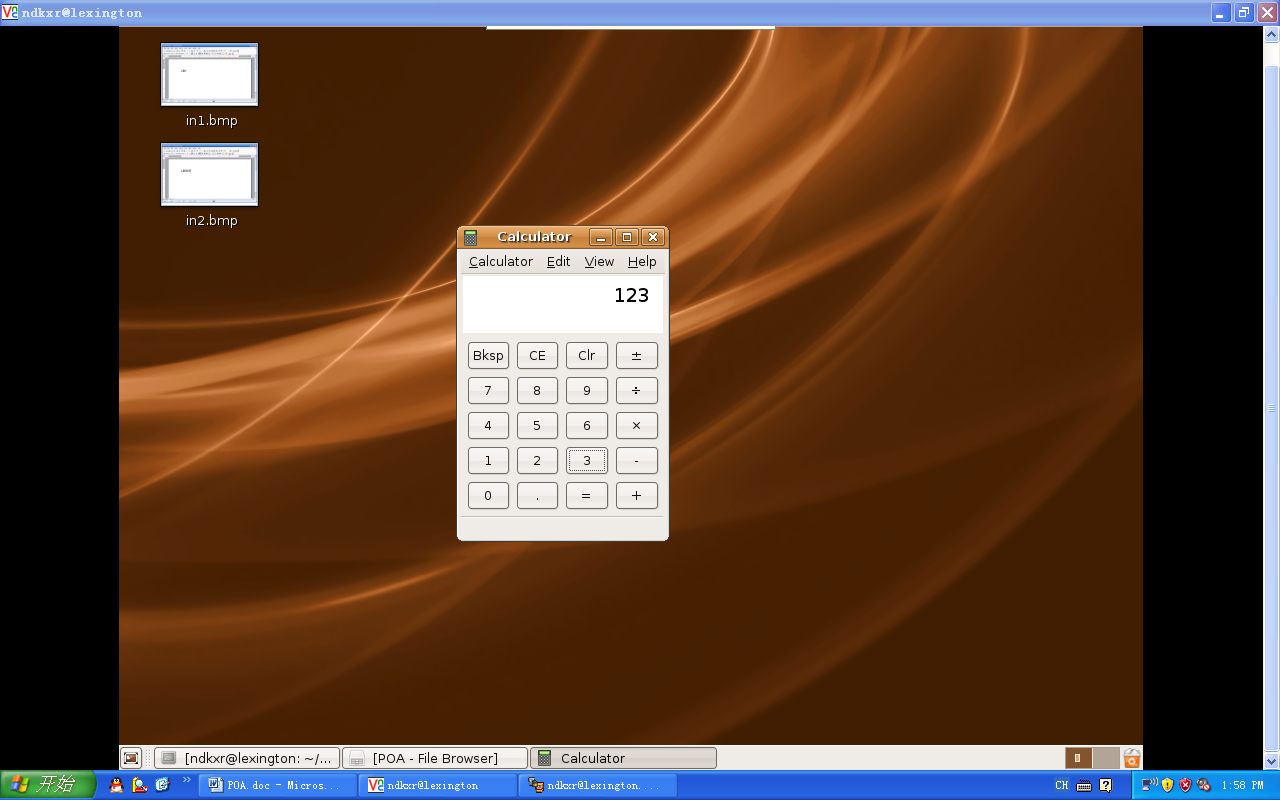 ndkxr@lexington
in1.bmp
in2.bmp
Calculator
Calculator Edit View Help
123
Bksp CE Clr ±
7 8 9 ÷
4 5 6 ×
1 2 3 -
0 . = +
[ndkxr@lexington: ~/... [POA - File Browser] Calculator
开始 POA.doc - Micros... ndkxr@lexington ndkxr@lexington.... CH 1:58 PM